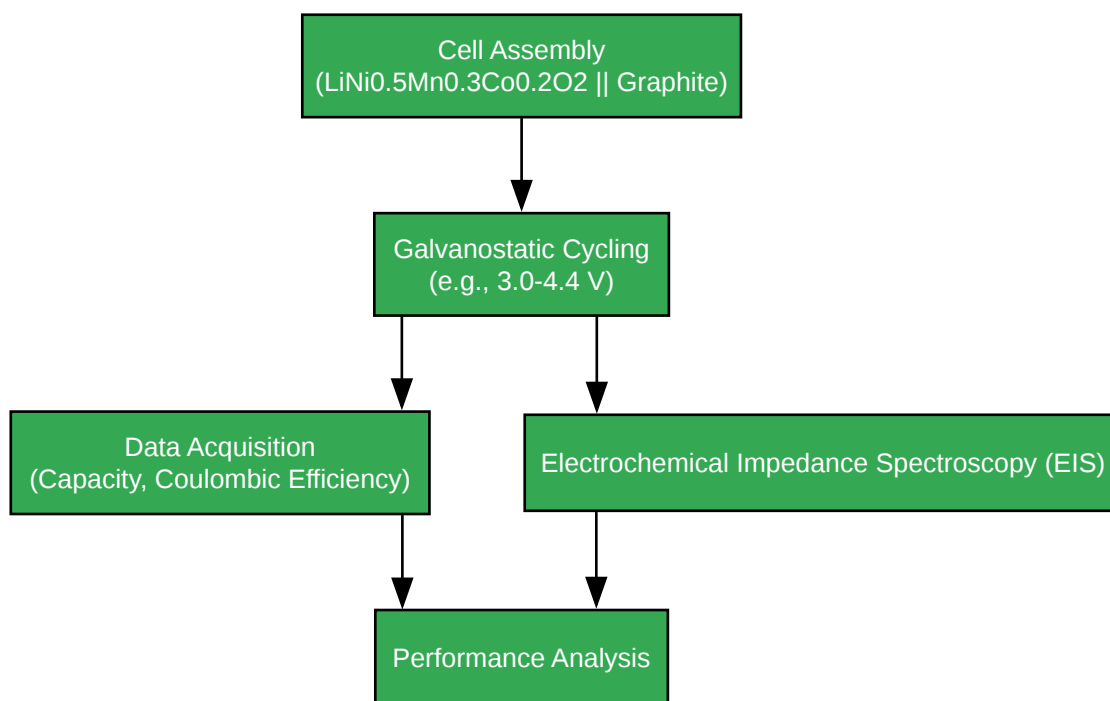 Cell Assembly
(LiNi0.5Mn0.3Co0.2O2 || Graphite)
Galvanostatic Cycling
(e.g., 3.0-4.4 V)
Data Acquisition
(Capacity, Coulombic Efficiency)
Electrochemical Impedance Spectroscopy (EIS)
Performance Analysis